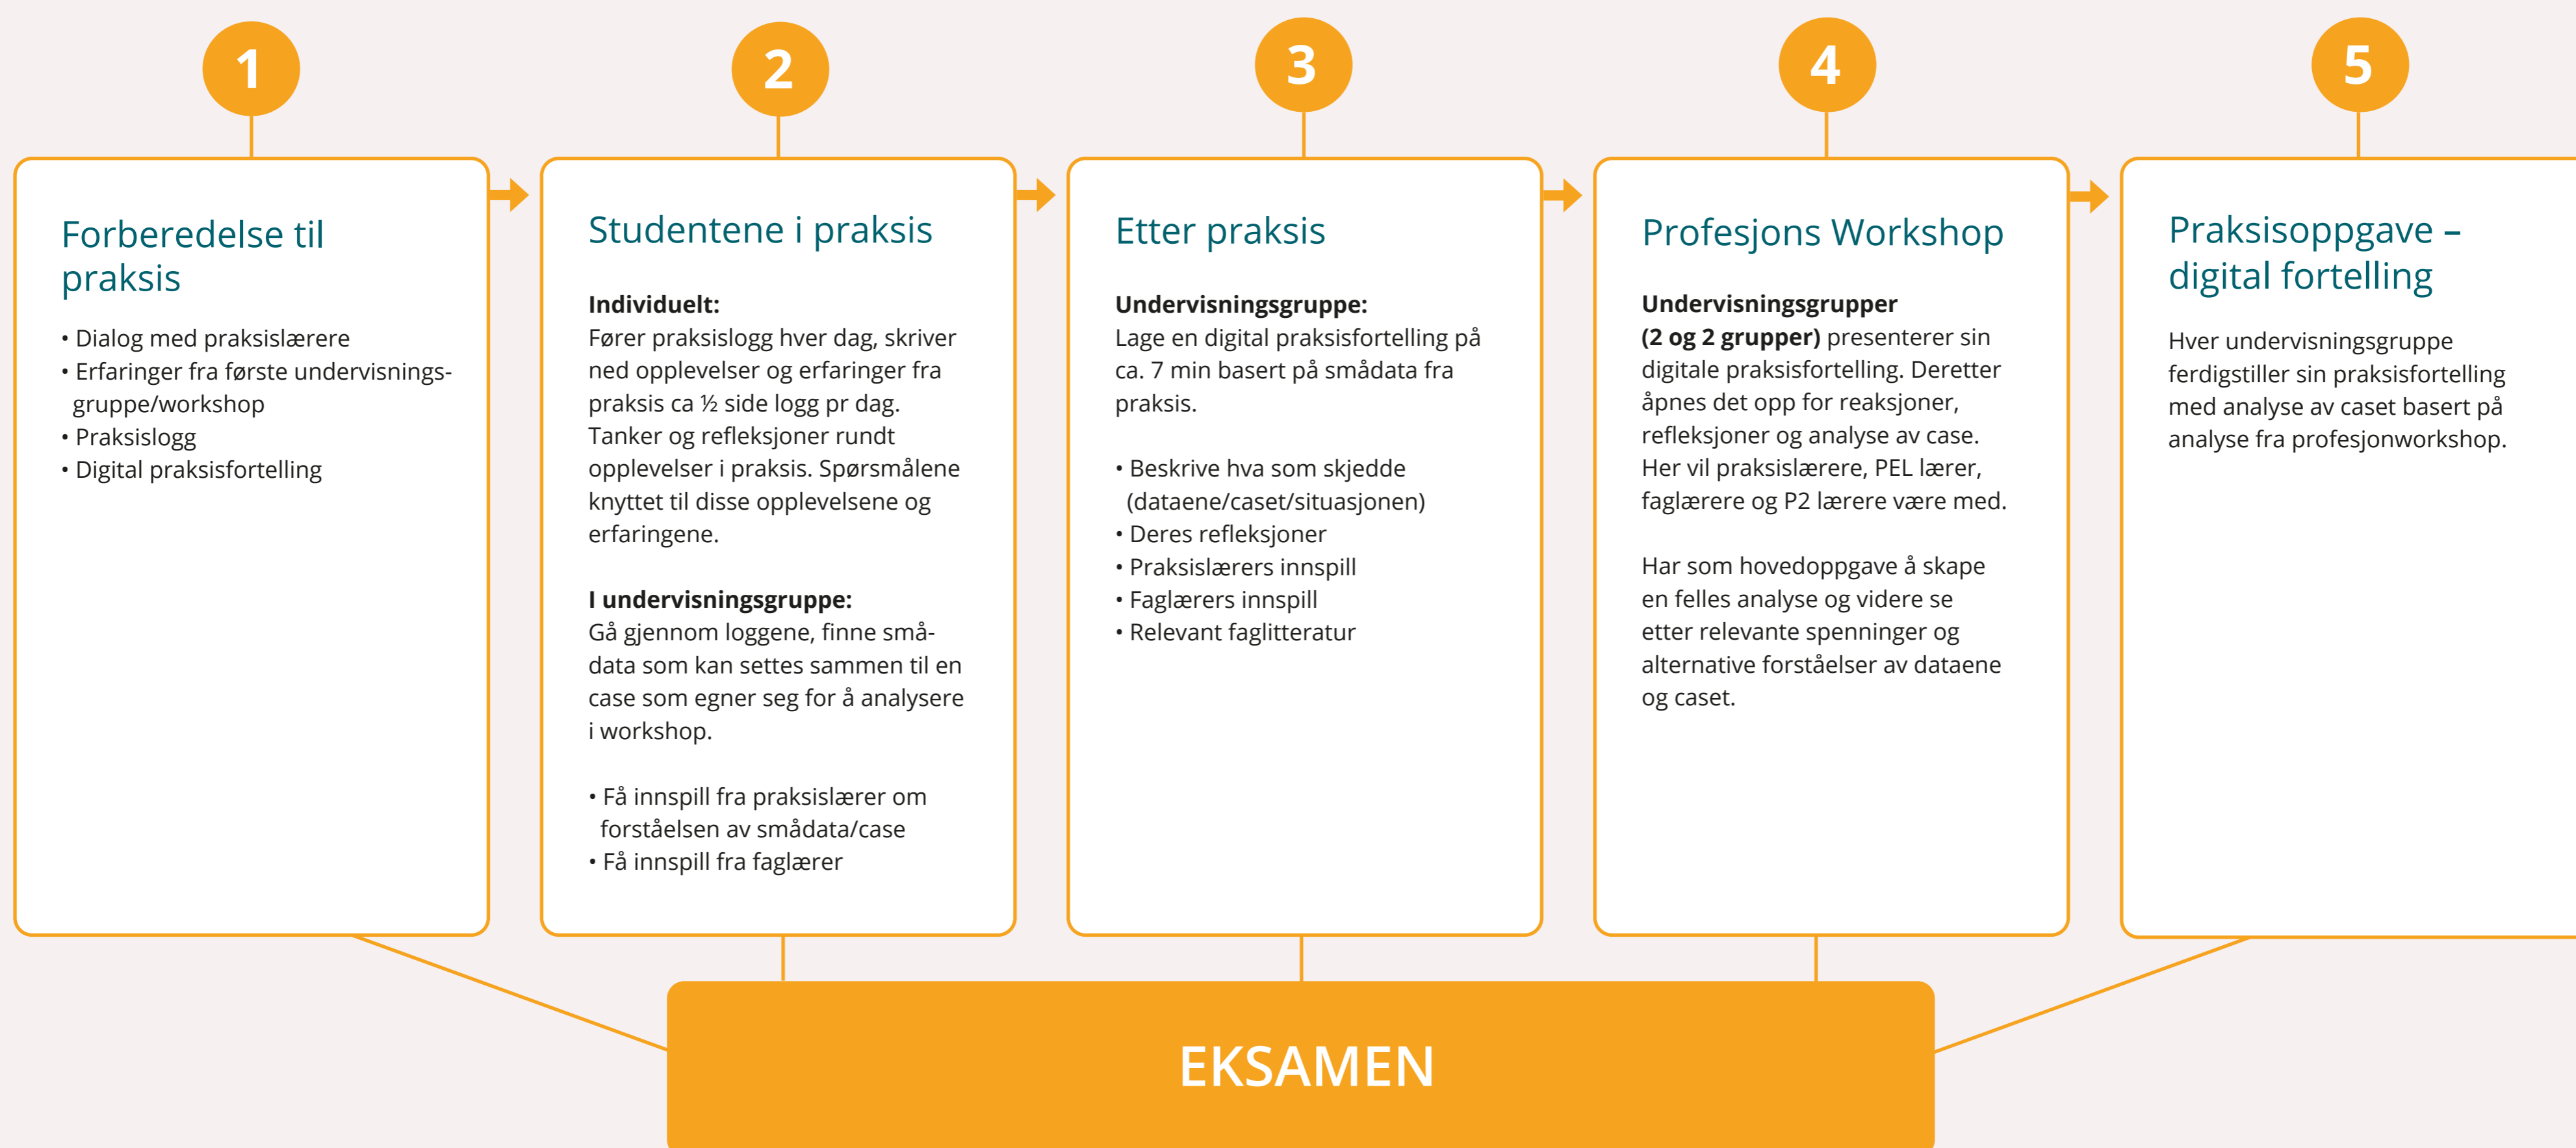 1
Forberedelse til
praksis
• Dialog med praksislærere
• Erfaringer fra første undervisnings-
gruppe/workshop
• Praksislogg
• Digital praksisfortelling
2
Studentene i praksis
Individuelt:
Fører praksislogg hver dag, skriver
ned opplevelser og erfaringer fra
praksis ca ½ side logg pr dag.
Tanker og refleksjoner rundt
opplevelser i praksis. Spørsmålene
knyttet til disse opplevelsene og
erfaringene.
I undervisningsgruppe:
Gå gjennom loggene, finne små-
data som kan settes sammen til en
case som egner seg for å analysere
i workshop.
• Få innspill fra praksislærer om
forståelsen av smådata/case
• Få innspill fra faglærer
3
Etter praksis
Undervisningsgruppe:
Lage en digital praksisfortelling på
ca. 7 min basert på smådata fra
praksis.
• Beskrive hva som skjedde
(dataene/caset/situasjonen)
• Deres refleksjoner
• Praksislærers innspill
• Faglærers innspill
• Relevant faglitteratur
4
Profesjons Workshop
Undervisningsgrupper
(2 og 2 grupper) presenterer sin
digitale praksisfortelling. Deretter
åpnes det opp for reaksjoner,
refleksjoner og analyse av case.
Her vil praksislærere, PEL lærer,
faglærere og P2 lærere være med.
Har som hovedoppgave å skape
en felles analyse og videre se
etter relevante spenninger og
alternative forståelser av dataene
og caset.
5
Praksisoppgave –
digital fortelling
Hver undervisningsgruppe
ferdigstiller sin praksisfortelling
med analyse av caset basert på
analyse fra profesjonworkshop.
EKSAMEN